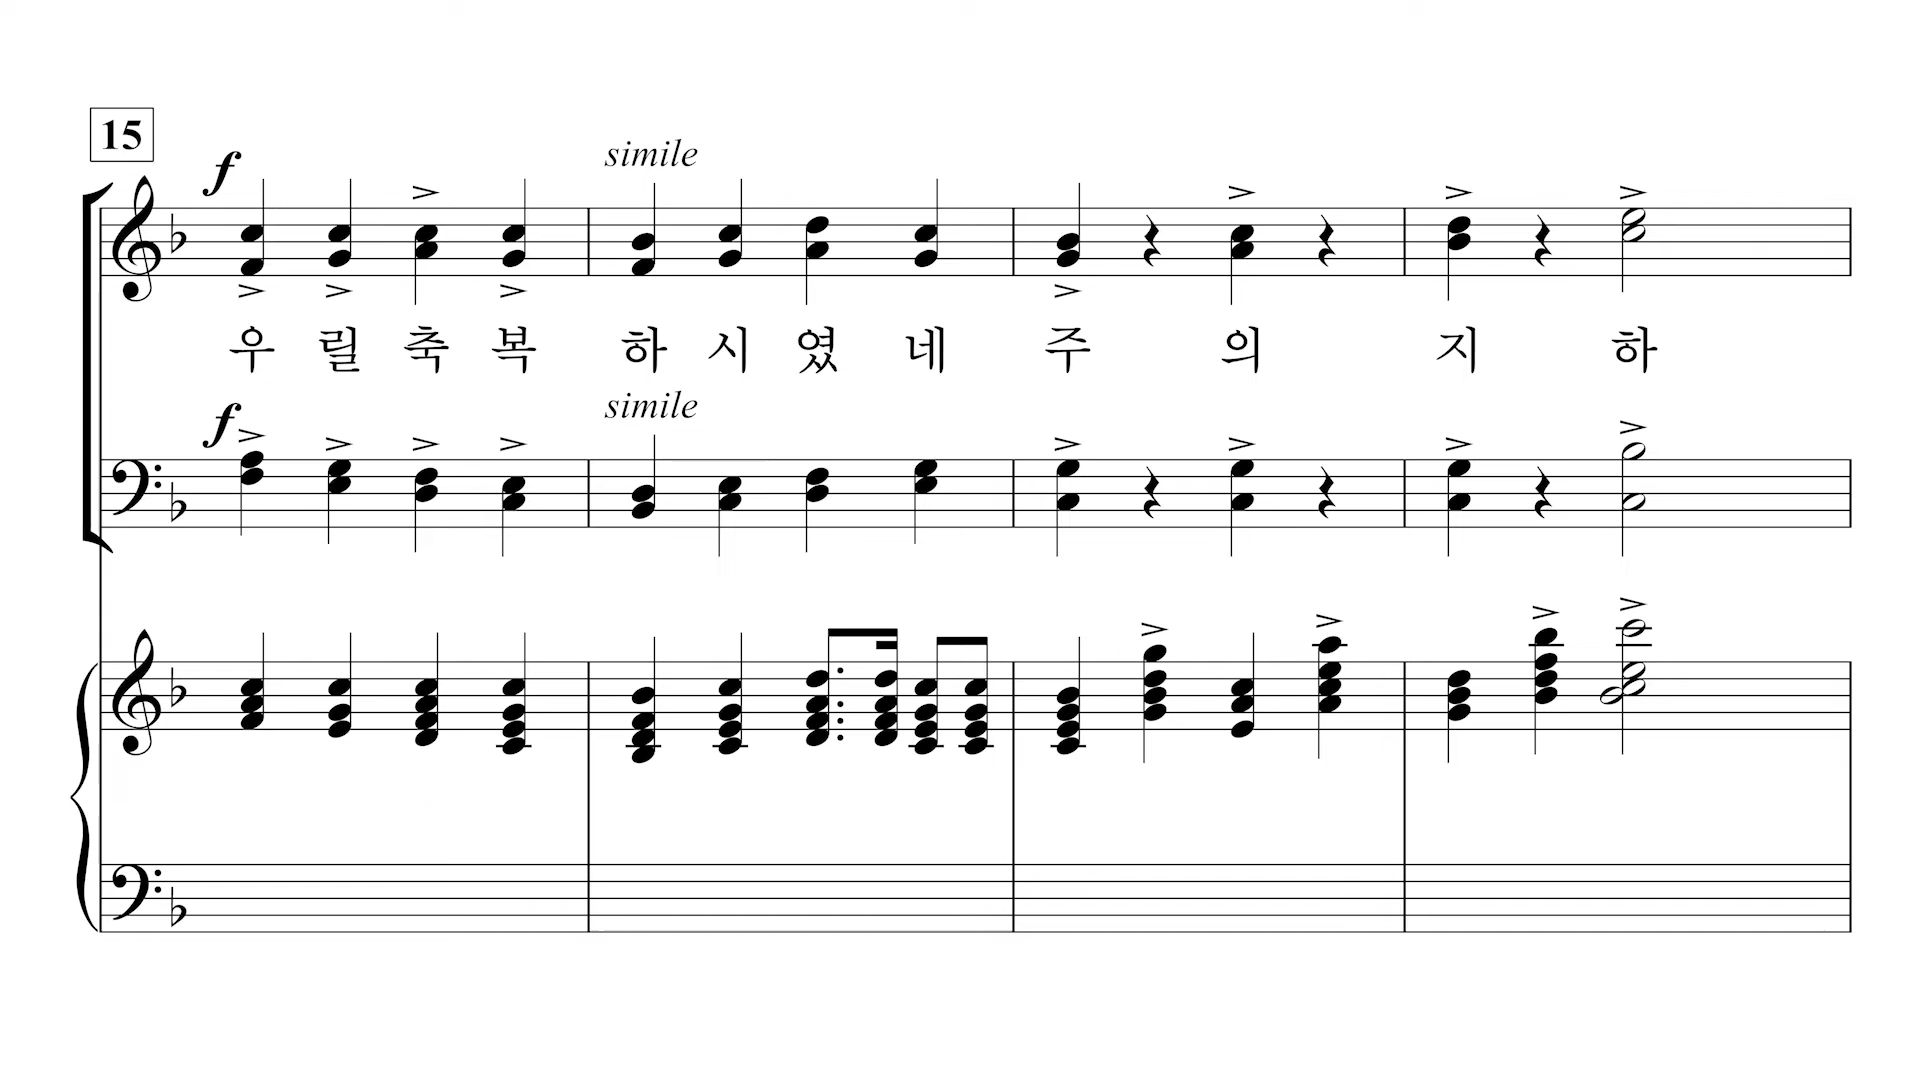 15
f
simile
우 릴 축 복 하 시 였 네 주 의 지 하
f
simile